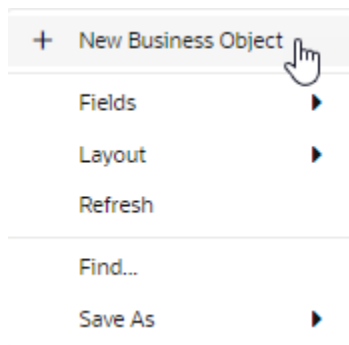 + New Business Object
Fields
Layout
Refresh
Find...
Save As